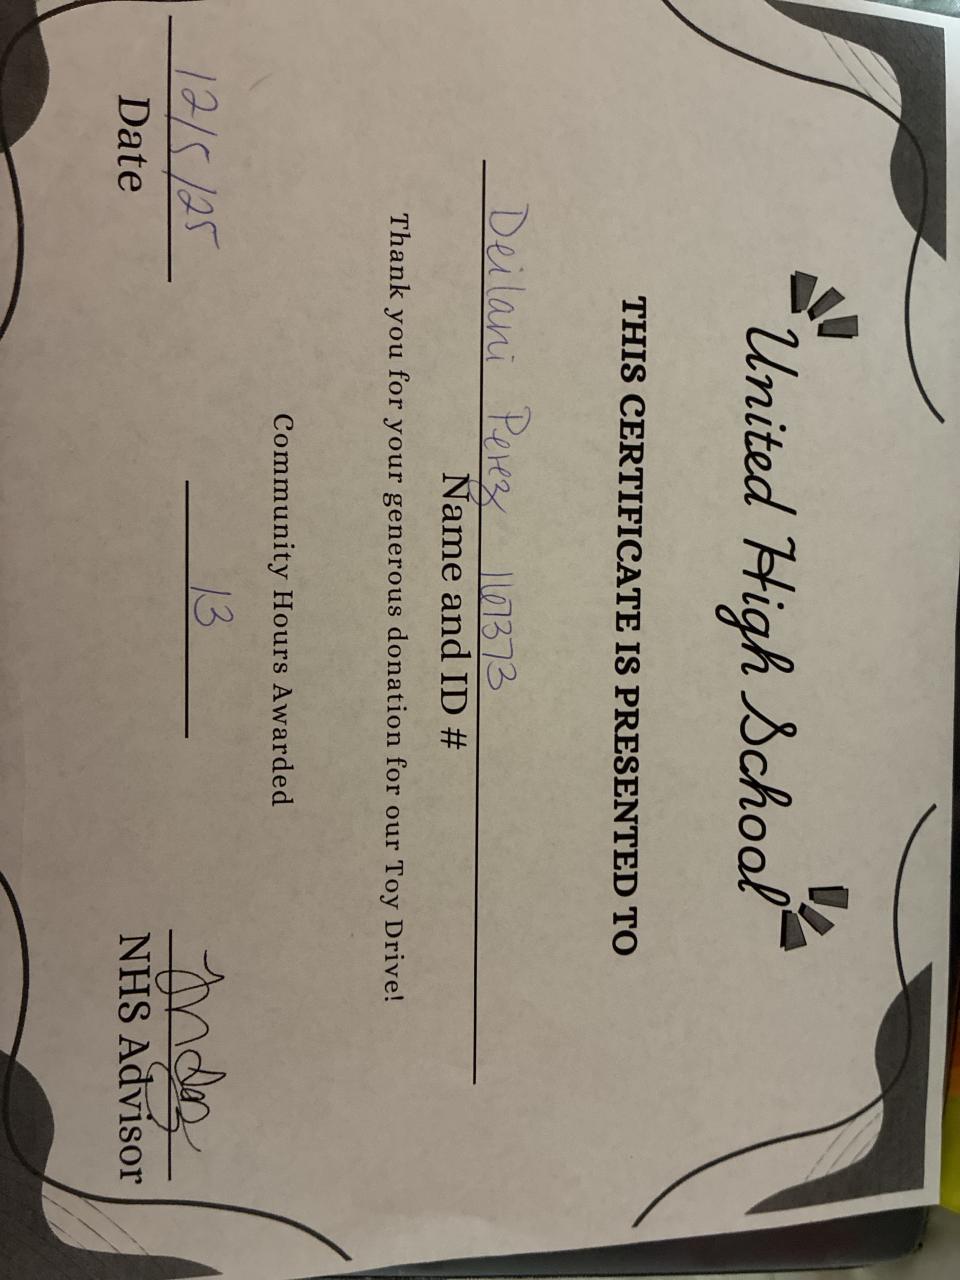 United High School
THIS CERTIFICATE IS PRESENTED TO
Deilani Perez 167373
Name and ID #
Thank you for your generous donation for our Toy Drive!
Community Hours Awarded
13
12/5/25
Date
NHS Advisor